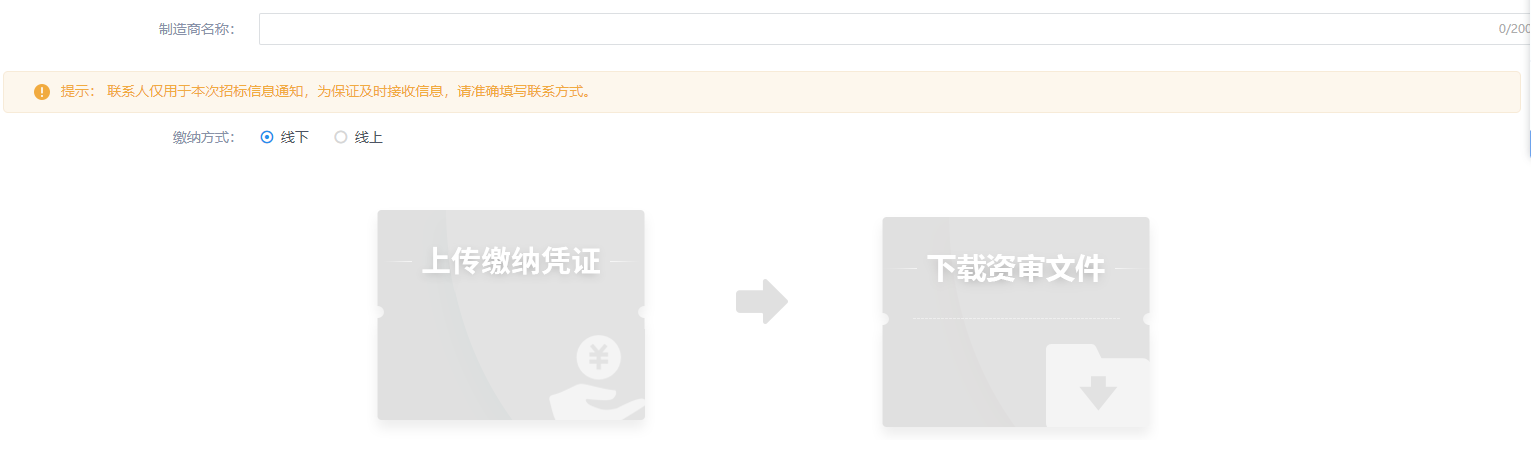 制造商名称：
0/200
提示： 联系人仅用于本次招标信息通知，为保证及时接收信息，请准确填写联系方式。
缴纳方式： 线下 线上
上传缴纳凭证
下载资审文件